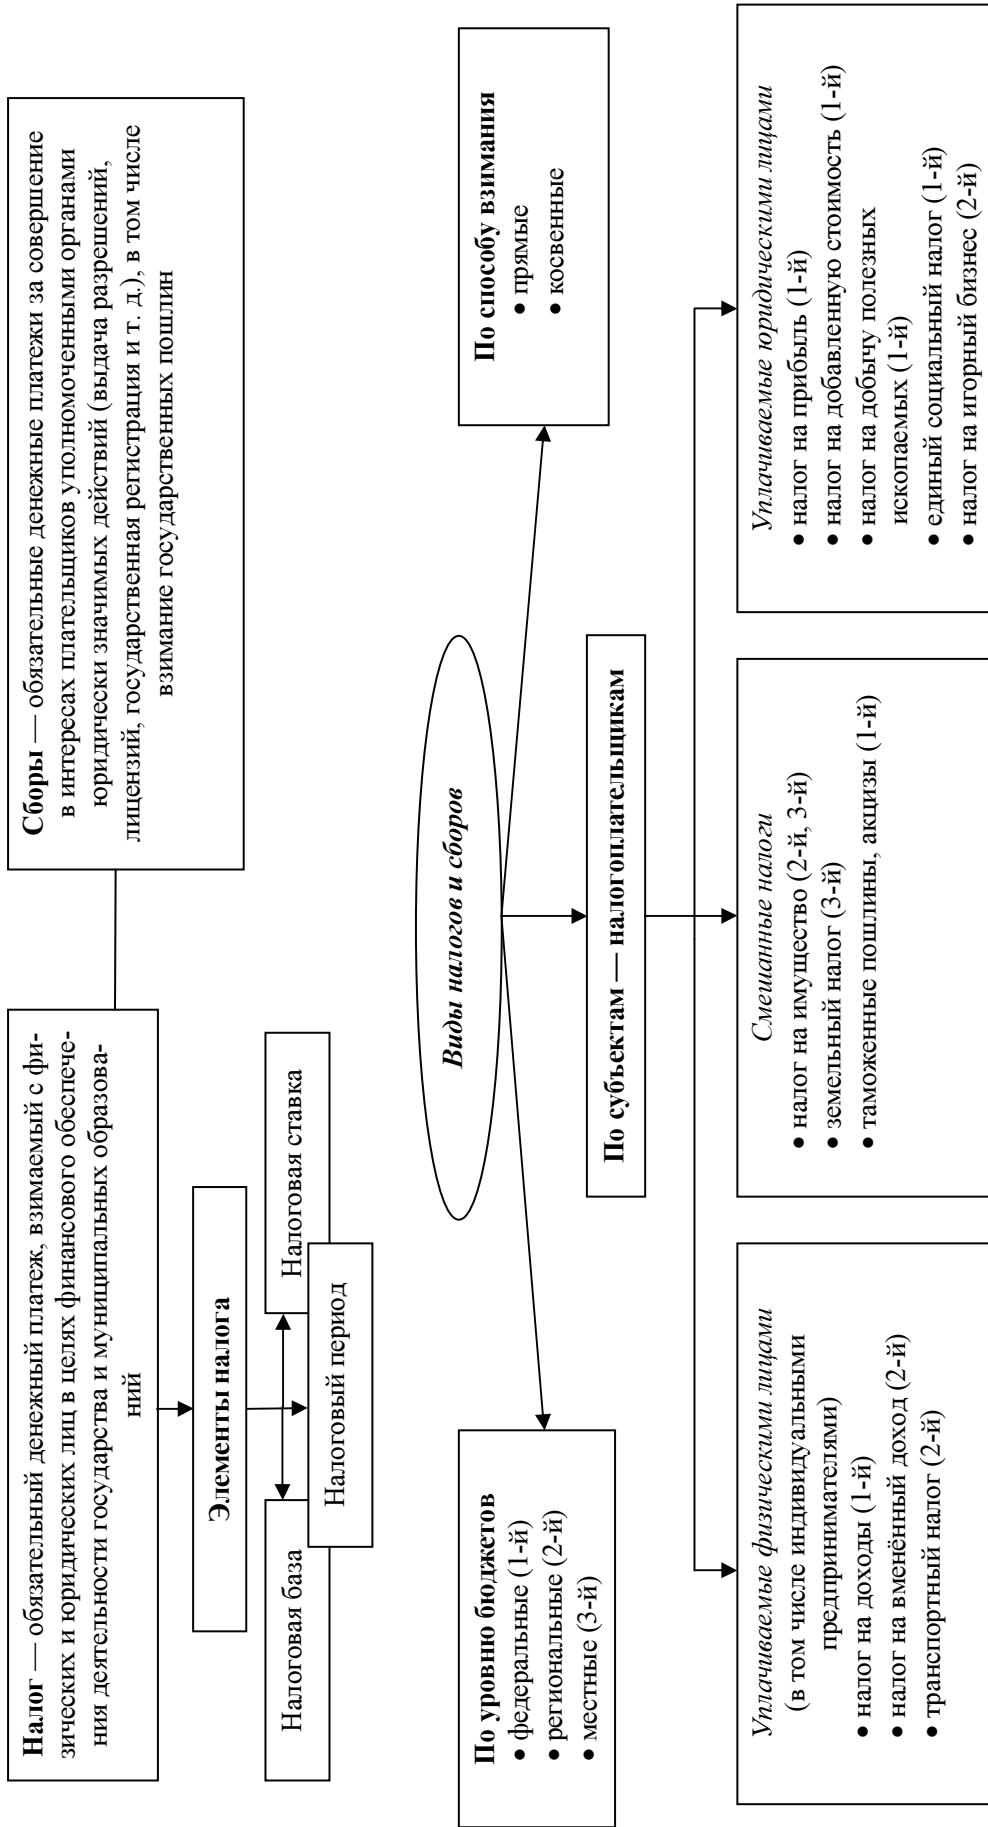 Налог — обязательный денежный платеж, взимаемый с фи-
зических и юридических лиц в целях финансового обеспече-
ния деятельности государства и муниципальных образова-
ний
Сборы — обязательные денежные платежи за совершение
в интересах плательщиков уполномоченными органами
юридически значимых действий (выдача разрешений,
лицензий, государственная регистрация и т. д.), в том числе
взимание государственных пошлин
Элементы налога
Налоговая база
Налоговая ставка
Налоговый период
Виды налогов и сборов
По уровню бюджетов
• федеральные (1-й)
• региональные (2-й)
• местные (3-й)
По способу взимания
• прямые
• косвенные
По субъектам — налогоплательщикам
Уплачиваемые физическими лицами
(в том числе индивидуальными
предпринимателями)
• налог на доходы (1-й)
• налог на вменённый доход (2-й)
• транспортный налог (2-й)
Смешанные налоги
• налог на имущество (2-й, 3-й)
• земельный налог (3-й)
• таможенные пошлины, акцизы (1-й)
Уплачиваемые юридическими лицами
• налог на прибыль (1-й)
• налог на добавленную стоимость (1-й)
• налог на добычу полезных
ископаемых (1-й)
• единый социальный налог (1-й)
• налог на игорный бизнес (2-й)